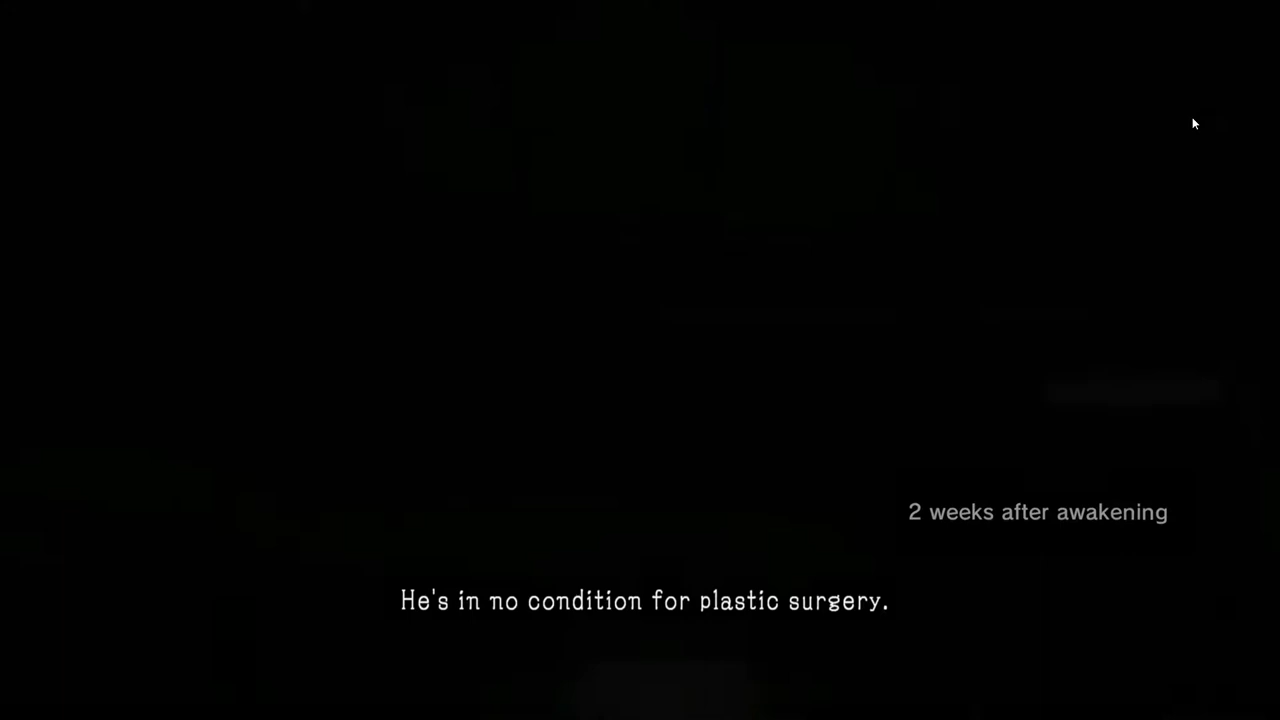 2 weeks after awakening
He's in no condition for plastic surgery.